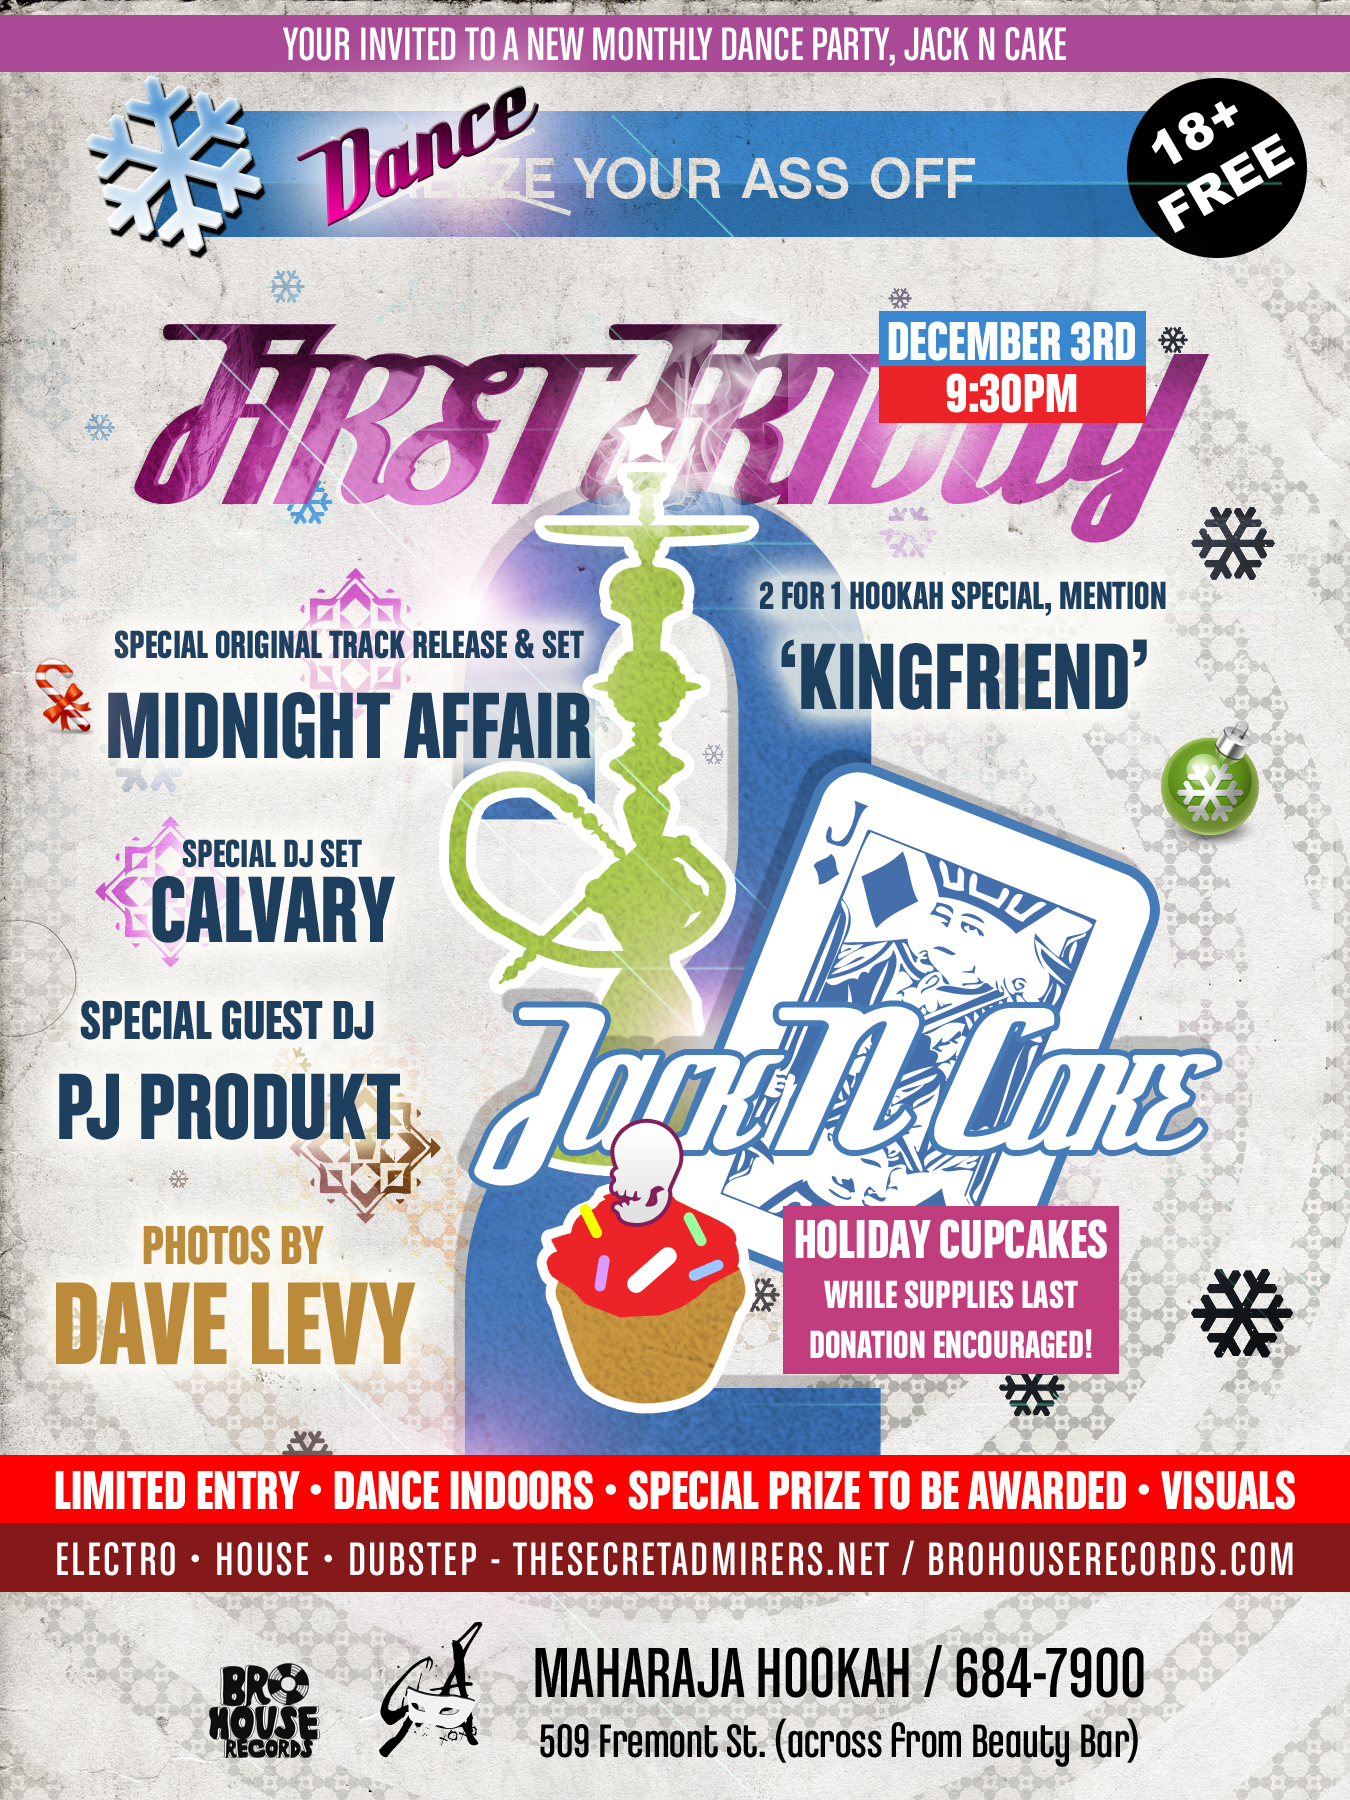 YOUR INVITED TO A NEW MONTHLY DANCE PARTY, JACK N CAKE
Dance
YOUR ASS OFF
18+
FREE
First Friday
DECEMBER 3RD
9:30PM
2 FOR 1 HOOKAH SPECIAL, MENTION
‘KINGFRIEND’
SPECIAL ORIGINAL TRACK RELEASE & SET
MIDNIGHT AFFAIR
SPECIAL DJ SET
CALVARY
SPECIAL GUEST DJ
PJ PRODUKT
PHOTOS BY
DAVE LEVY
J
Jack N Cake
HOLIDAY CUPCAKES
WHILE SUPPLIES LAST
DONATION ENCOURAGED!
LIMITED ENTRY • DANCE INDOORS • SPECIAL PRIZE TO BE AWARDED • VISUALS
ELECTRO • HOUSE • DUBSTEP - THESECRETADMIRERS.NET / BROHOUSERECORDS.COM
BRO
HOUSE
RECORDS
SA
MAHARAJA HOOKAH / 684-7900
509 Fremont St. (across from Beauty Bar)